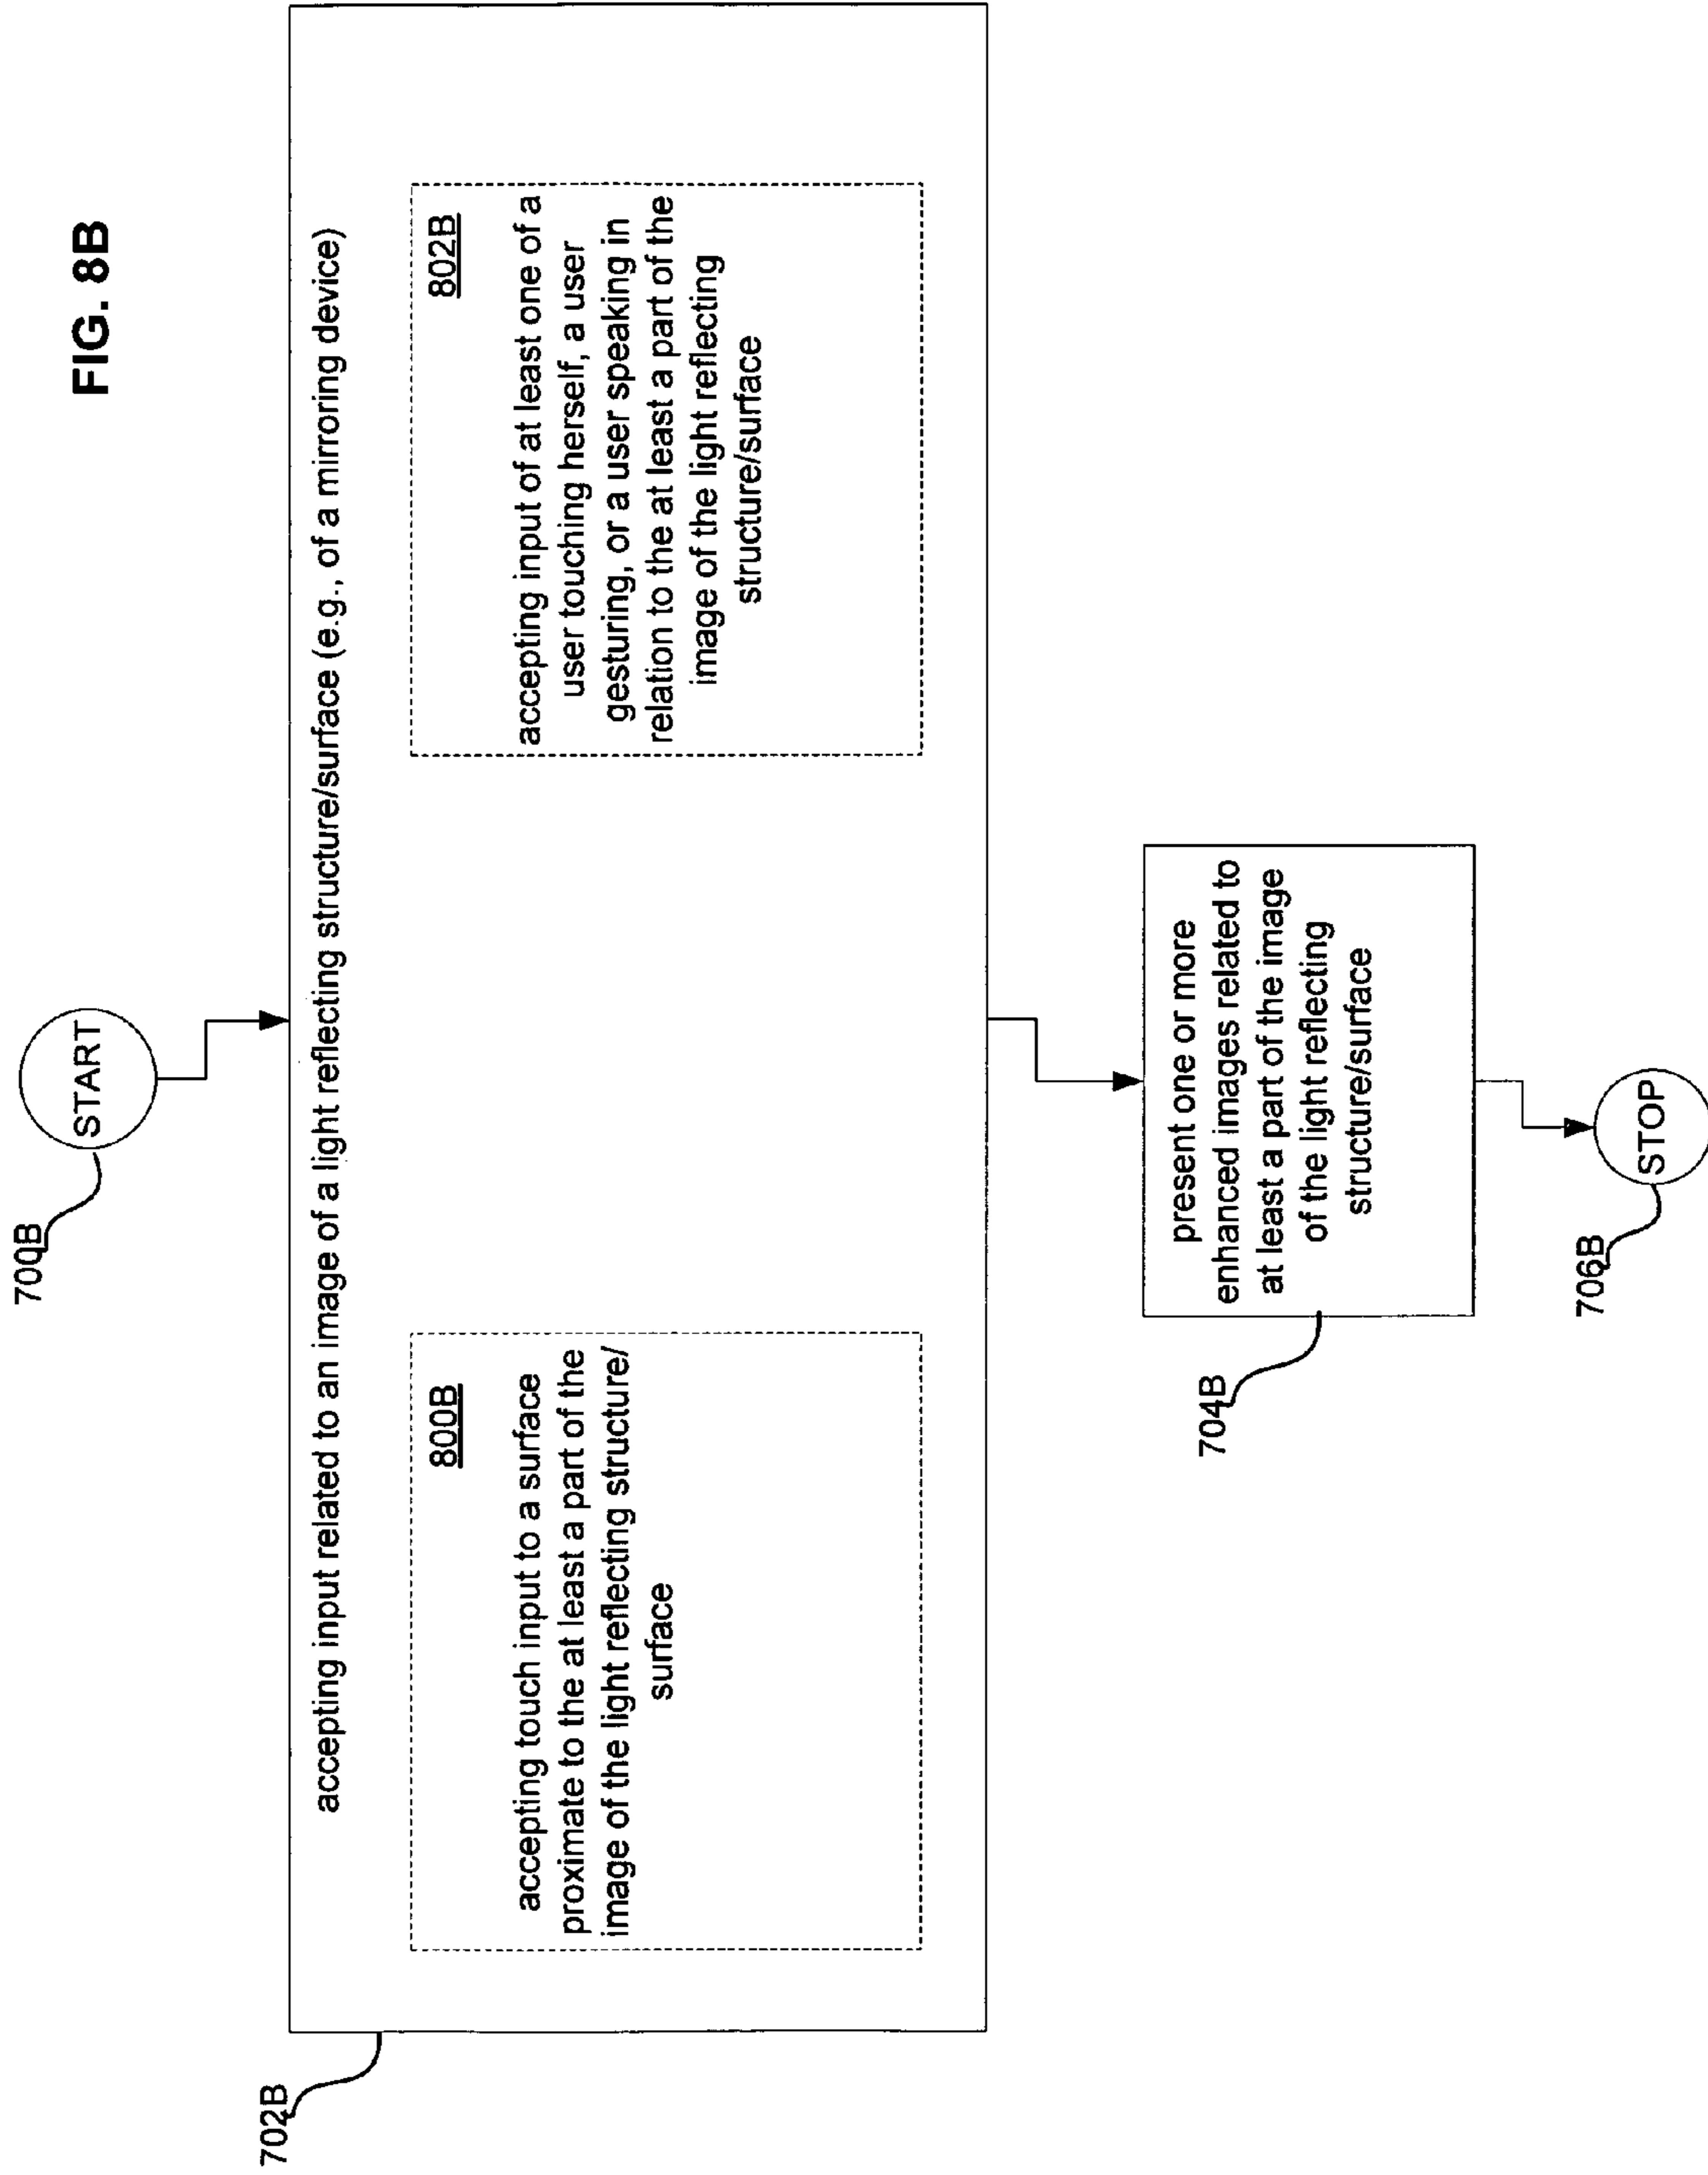 FIG. 8B
700B
START
702B
accepting input related to an image of a light reflecting structure/surface (e.g., of a mirroring device)
800B
accepting touch input to a surface
proximate to the at least a part of the
image of the light reflecting structure/
surface
802B
accepting input of at least one of a
user touching herself, a user
gesturing, or a user speaking in
relation to the at least a part of the
image of the light reflecting
structure/surface
704B
present one or more
enhanced images related to
at least a part of the image
of the light reflecting
structure/surface
706B
STOP